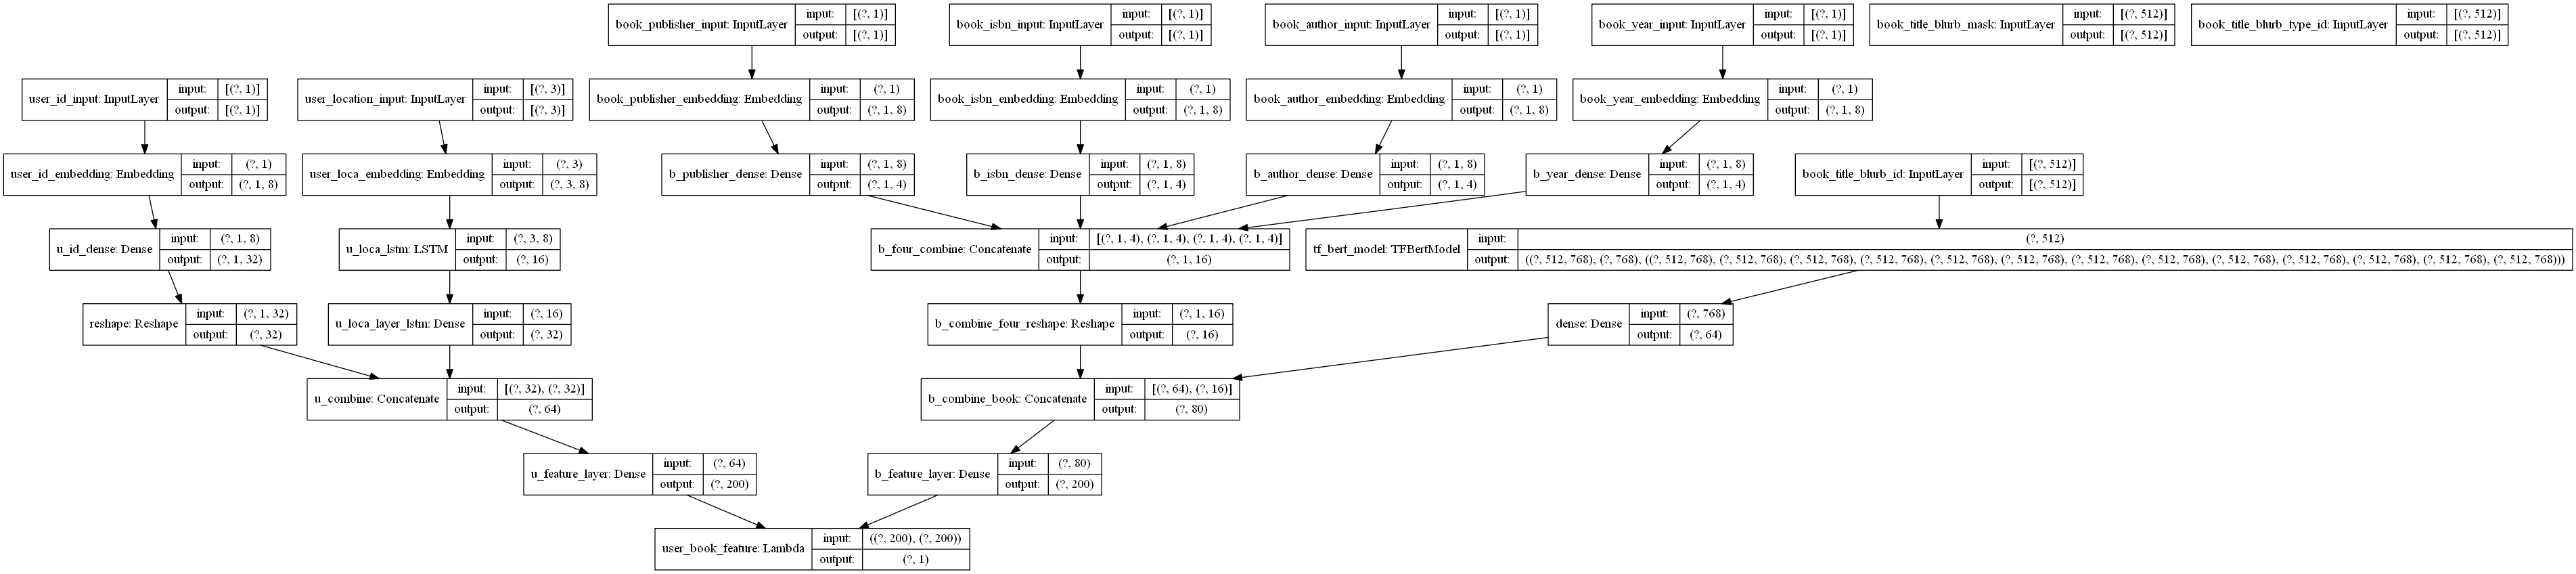 book_publisher_input: InputLayer
input: [(?, 1)]
output: [(?, 1)]
book_isbn_input: InputLayer
input: [(?, 1)]
output: [(?, 1)]
book_author_input: InputLayer
input: [(?, 1)]
output: [(?, 1)]
book_year_input: InputLayer
input: [(?, 1)]
output: [(?, 1)]
book_title_blurb_mask: InputLayer
input: [(?, 512)]
output: [(?, 512)]
book_title_blurb_type_id: InputLayer
input: [(?, 512)]
output: [(?, 512)]
user_id_input: InputLayer
input: [(?, 1)]
output: [(?, 1)]
user_location_input: InputLayer
input: [(?, 3)]
output: [(?, 3)]
book_publisher_embedding: Embedding
input: (?, 1)
output: (?, 1, 8)
book_isbn_embedding: Embedding
input: (?, 1)
output: (?, 1, 8)
book_author_embedding: Embedding
input: (?, 1)
output: (?, 1, 8)
book_year_embedding: Embedding
input: (?, 1)
output: (?, 1, 8)
user_id_embedding: Embedding
input: (?, 1)
output: (?, 1, 8)
user_loca_embedding: Embedding
input: (?, 3)
output: (?, 3, 8)
b_publisher_dense: Dense
input: (?, 1, 8)
output: (?, 1, 4)
b_isbn_dense: Dense
input: (?, 1, 8)
output: (?, 1, 4)
b_author_dense: Dense
input: (?, 1, 8)
output: (?, 1, 4)
b_year_dense: Dense
input: (?, 1, 8)
output: (?, 1, 4)
book_title_blurb_id: InputLayer
input: [(?, 512)]
output: [(?, 512)]
u_id_dense: Dense
input: (?, 1, 8)
output: (?, 1, 32)
u_loca_lstm: LSTM
input: (?, 3, 8)
output: (?, 16)
b_four_combine: Concatenate
input: [(?, 1, 4), (?, 1, 4), (?, 1, 4), (?, 1, 4)]
output: (?, 1, 16)
tf_bert_model: TFBertModel
input: (?, 512)
output: ((?, 512, 768), (?, 768), ((?, 512, 768), (?, 512, 768), (?, 512, 768), (?, 512, 768), (?, 512, 768), (?, 512, 768), (?, 512, 768), (?, 512, 768), (?, 512, 768), (?, 512, 768), (?, 512, 768), (?, 512, 768), (?, 512, 768)))
reshape: Reshape
input: (?, 1, 32)
output: (?, 32)
u_loca_layer_lstm: Dense
input: (?, 16)
output: (?, 32)
b_combine_four_reshape: Reshape
input: (?, 1, 16)
output: (?, 16)
dense: Dense
input: (?, 768)
output: (?, 64)
u_combine: Concatenate
input: [(?, 32), (?, 32)]
output: (?, 64)
b_combine_book: Concatenate
input: [(?, 64), (?, 16)]
output: (?, 80)
u_feature_layer: Dense
input: (?, 64)
output: (?, 200)
b_feature_layer: Dense
input: (?, 80)
output: (?, 200)
user_book_feature: Lambda
input: ((?, 200), (?, 200))
output: (?, 1)